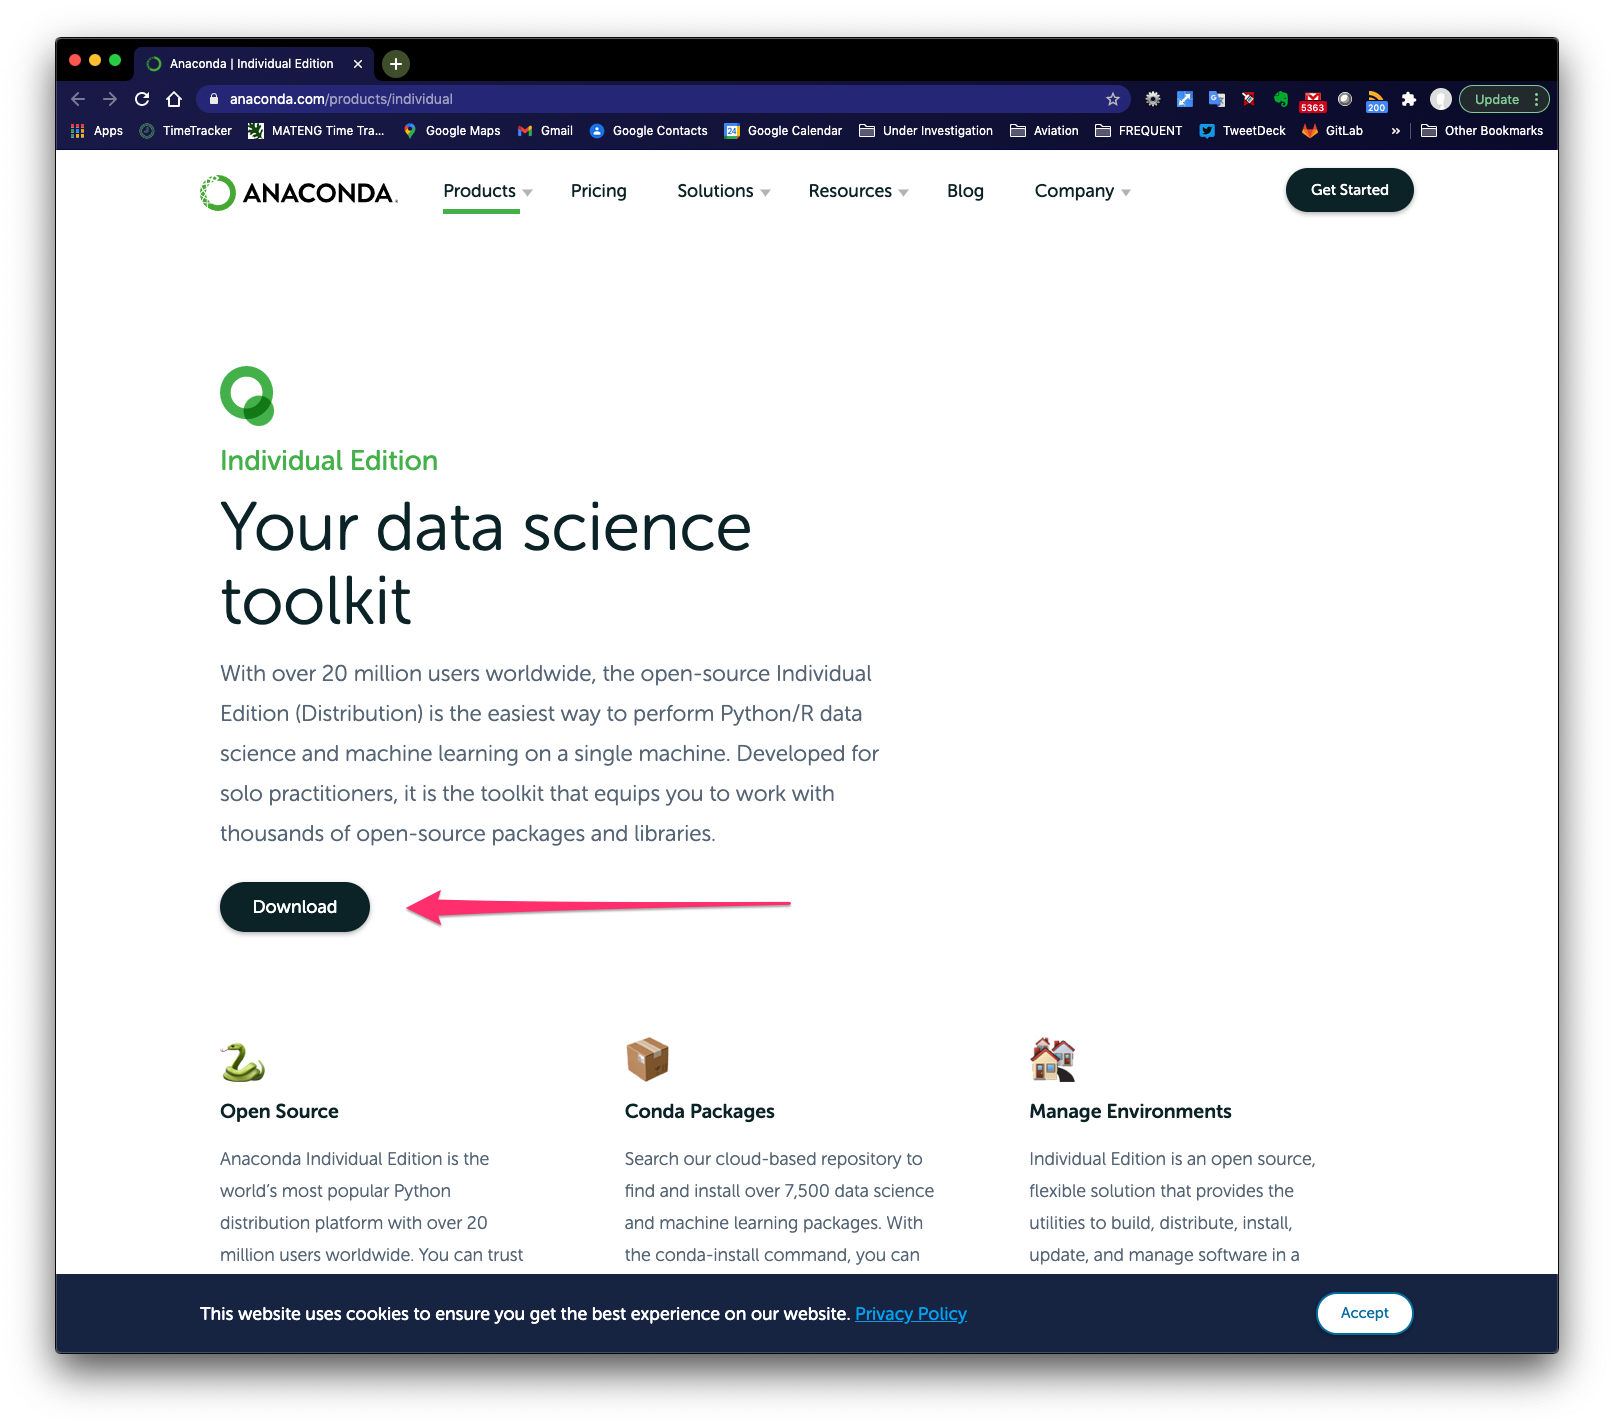 Anaconda | Individual Edition
anaconda.com/products/individual
5363
200
Update
Apps
TimeTracker
MATENG Time Tra...
Google Maps
Gmail
Google Contacts
24
Google Calendar
Under Investigation
Aviation
FREQUENT
TweetDeck
GitLab
»
Other Bookmarks
ANACONDA.
Products
Pricing
Solutions
Resources
Blog
Company
Get Started
Individual Edition
Your data science
toolkit
With over 20 million users worldwide, the open-source Individual
Edition (Distribution) is the easiest way to perform Python/R data
science and machine learning on a single machine. Developed for
solo practitioners, it is the toolkit that equips you to work with
thousands of open-source packages and libraries.
Download
Open Source
Anaconda Individual Edition is the
world's most popular Python
distribution platform with over 20
million users worldwide. You can trust
Conda Packages
Search our cloud-based repository to
find and install over 7,500 data science
and machine learning packages. With
the conda-install command, you can
Manage Environments
Individual Edition is an open source,
flexible solution that provides the
utilities to build, distribute, install,
update, and manage software in a
This website uses cookies to ensure you get the best experience on our website. Privacy Policy
Accept